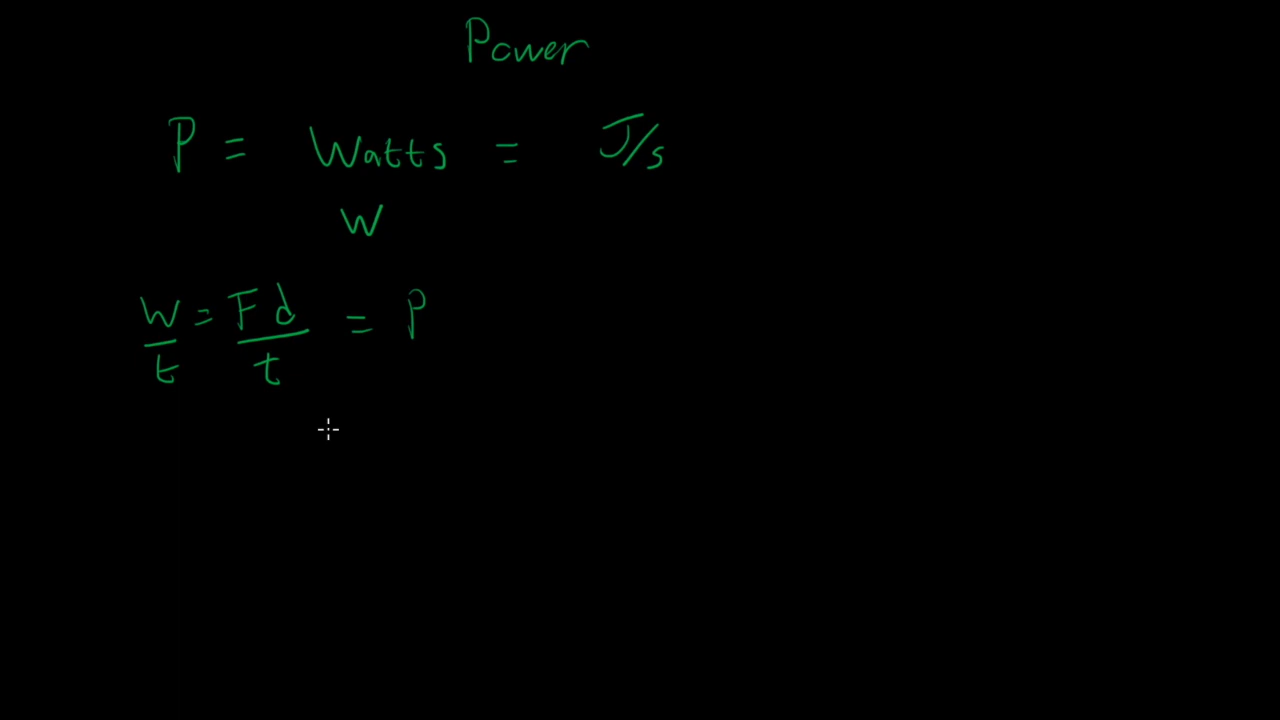 Power
P = Watts = J/s
W
W/t = Fd/t = P